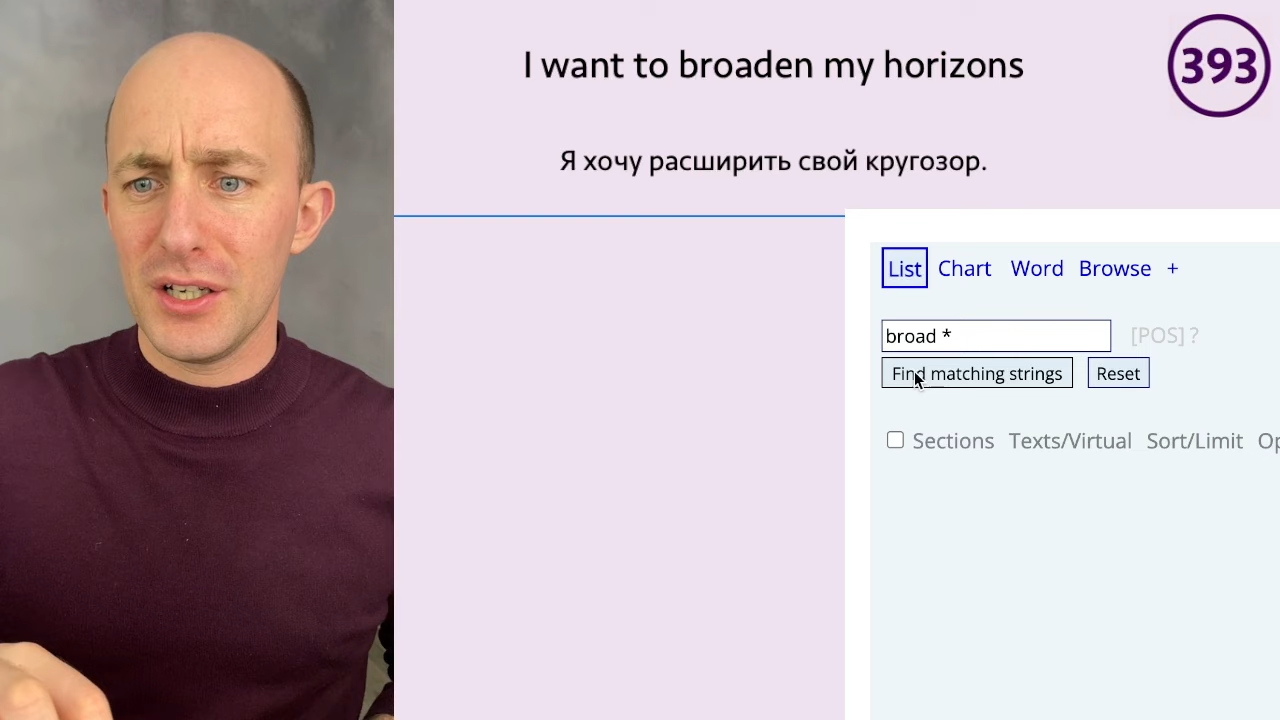 I want to broaden my horizons
393
Я хочу расширить свой кругозор.
List Chart Word Browse +
broad * [POS] ?
Find matching strings Reset
Sections Texts/Virtual Sort/Limit Op